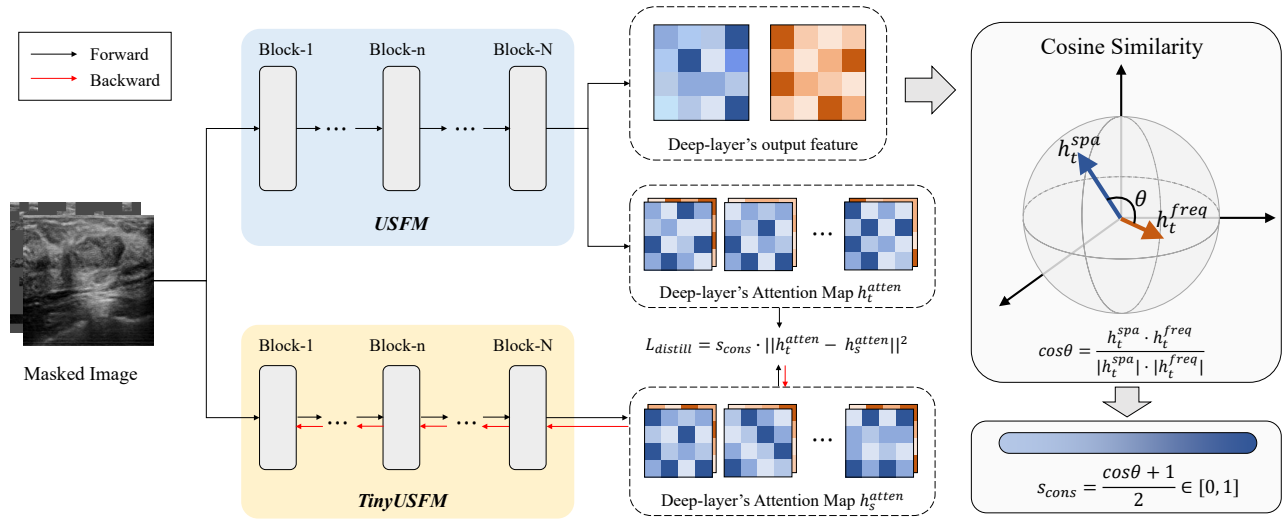 Forward
Backward
Block-1
Block-n
Block-N
...
...
USFM
Deep-layer's output feature
Cosine Similarity
h_t^{spa}
θ
h_t^{freq}
...
Deep-layer's Attention Map h_t^{atten}
L_{distill} = s_{cons} · ||h_t^{atten} − h_s^{atten}||^2
cosθ = \frac{h_t^{spa} · h_t^{freq}}{|h_t^{spa}| · |h_t^{freq}|}
Masked Image
Block-1
Block-n
Block-N
...
...
TinyUSFM
...
Deep-layer's Attention Map h_s^{atten}
s_{cons} = \frac{cosθ + 1}{2} ∈ [0, 1]